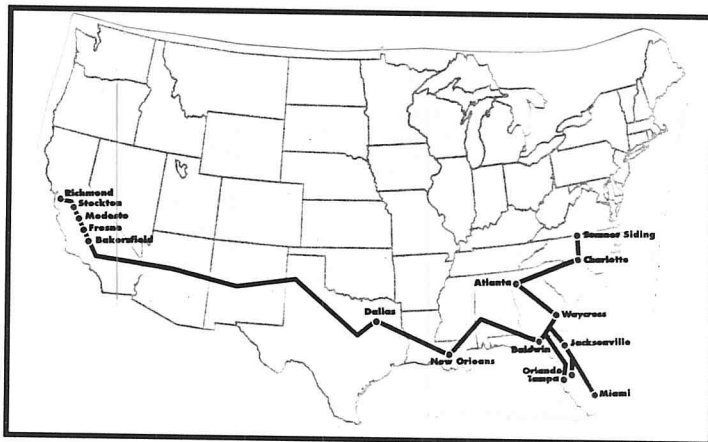 Richmond
Stockton
Modesto
Fresno
Bakersfield
Sumner Siding
Charlotte
Atlanta
Waycross
Dallas
Jacksonville
Baldwin
New Orleans
Orlando
Tampa
Miami